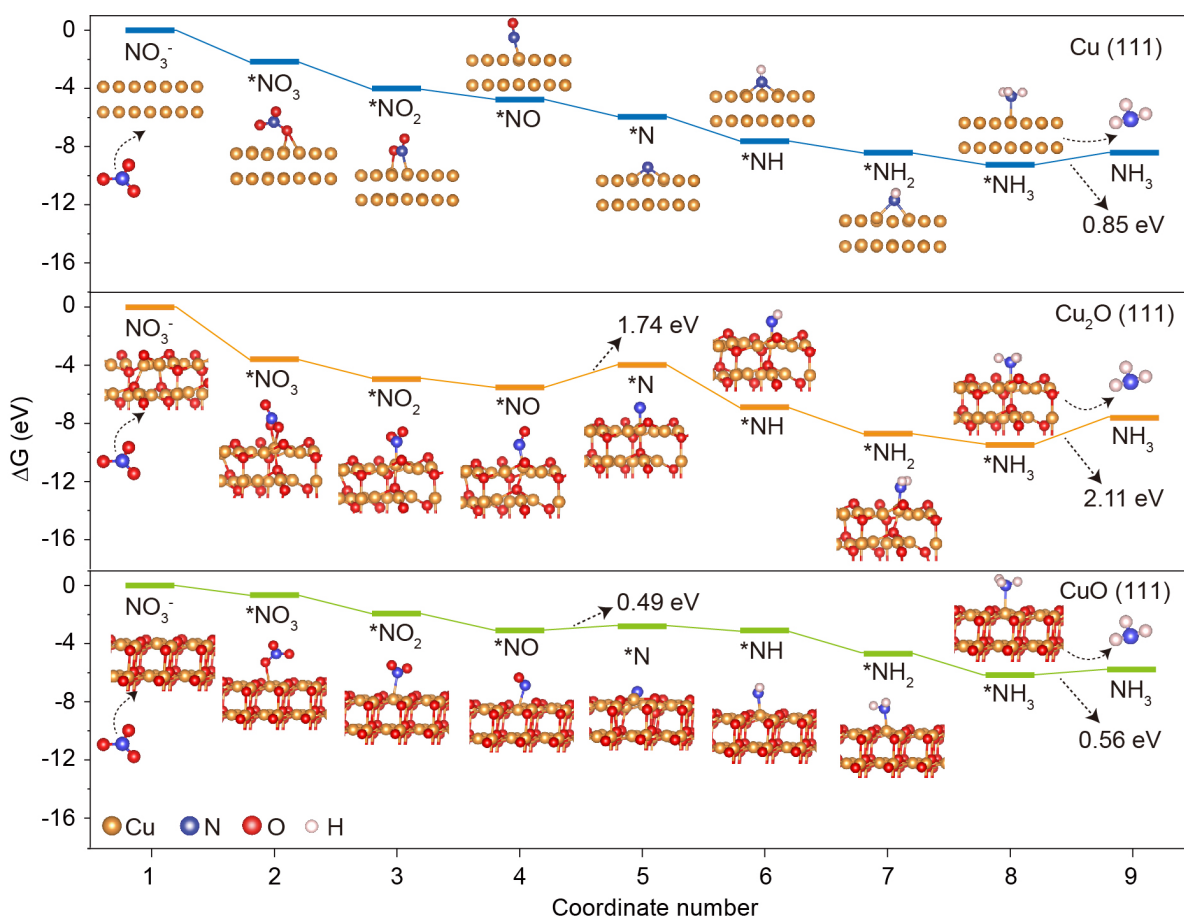 ΔG (eV)
0
-4
-8
-12
-16
Cu (111)
NO₃⁻
*NO₃
*NO₂
*NO
*N
*NH
*NH₂
*NH₃
NH₃
0.85 eV
0
-4
-8
-12
-16
Cu₂O (111)
NO₃⁻
*NO₃
*NO₂
*NO
1.74 eV
*N
*NH
*NH₂
*NH₃
NH₃
2.11 eV
0
-4
-8
-12
-16
CuO (111)
NO₃⁻
*NO₃
*NO₂
*NO
0.49 eV
*N
*NH
*NH₂
*NH₃
NH₃
0.56 eV
Cu N O H
1 2 3 4 5 6 7 8 9
Coordinate number